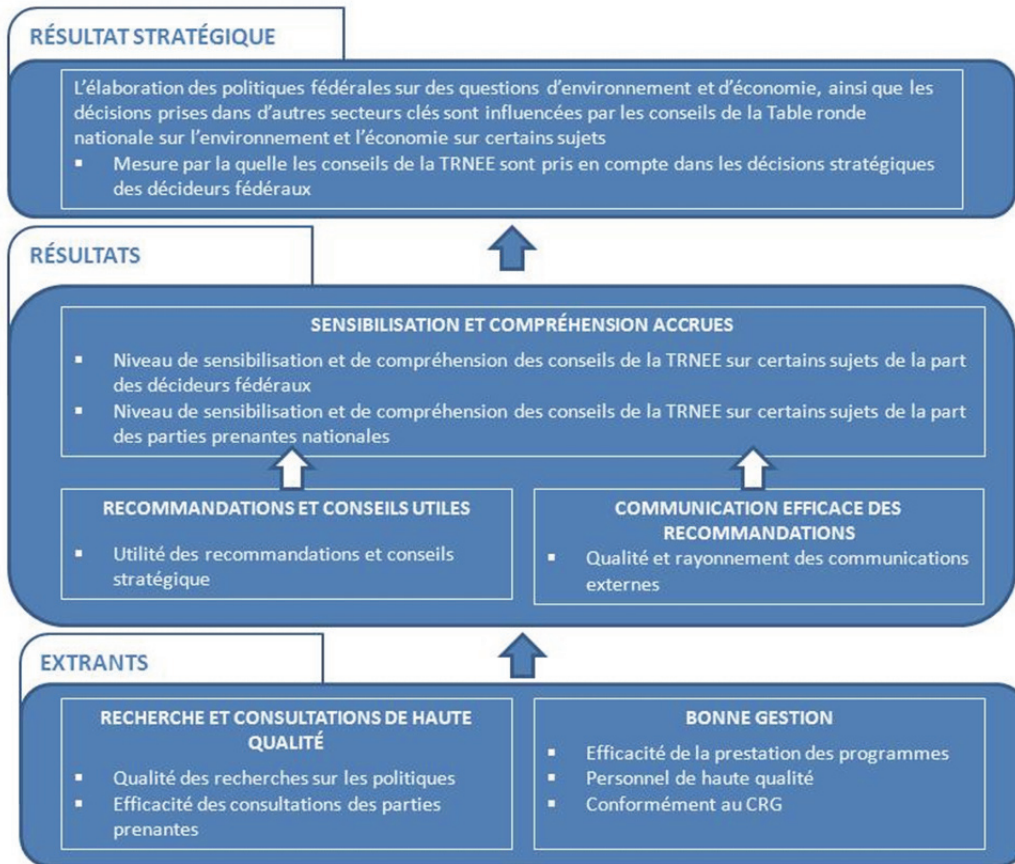 RÉSULTAT STRATÉGIQUE
L'élaboration des politiques fédérales sur des questions d'environnement et d'économie, ainsi que les
décisions prises dans d'autres secteurs clés sont influencées par les conseils de la Table ronde
nationale sur l'environnement et l'économie sur certains sujets
▪ Mesure par la quelle les conseils de la TRNEE sont pris en compte dans les décisions stratégiques
des décideurs fédéraux
RÉSULTATS
SENSIBILISATION ET COMPRÉHENSION ACCRUES
▪ Niveau de sensibilisation et de compréhension des conseils de la TRNEE sur certains sujets de la part
des décideurs fédéraux
▪ Niveau de sensibilisation et de compréhension des conseils de la TRNEE sur certains sujets de la part
des parties prenantes nationales
RECOMMANDATIONS ET CONSEILS UTILES
▪ Utilité des recommandations et conseils
stratégique
COMMUNICATION EFFICACE DES
RECOMMANDATIONS
▪ Qualité et rayonnement des communications
externes
EXTRANTS
RECHERCHE ET CONSULTATIONS DE HAUTE
QUALITÉ
▪ Qualité des recherches sur les politiques
▪ Efficacité des consultations des parties
prenantes
BONNE GESTION
▪ Efficacité de la prestation des programmes
▪ Personnel de haute qualité
▪ Conformément au CRG